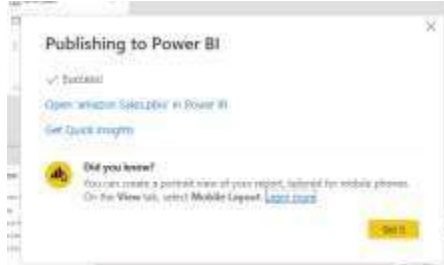 Publishing to Power BI
Success!
Open 'amazon Sales.pbix' in Power BI
Get Quick Insights
Did you know?
You can create a portrait view of your report, tailored for mobile phones.
On the View tab, select Mobile Layout. Learn more
Got it